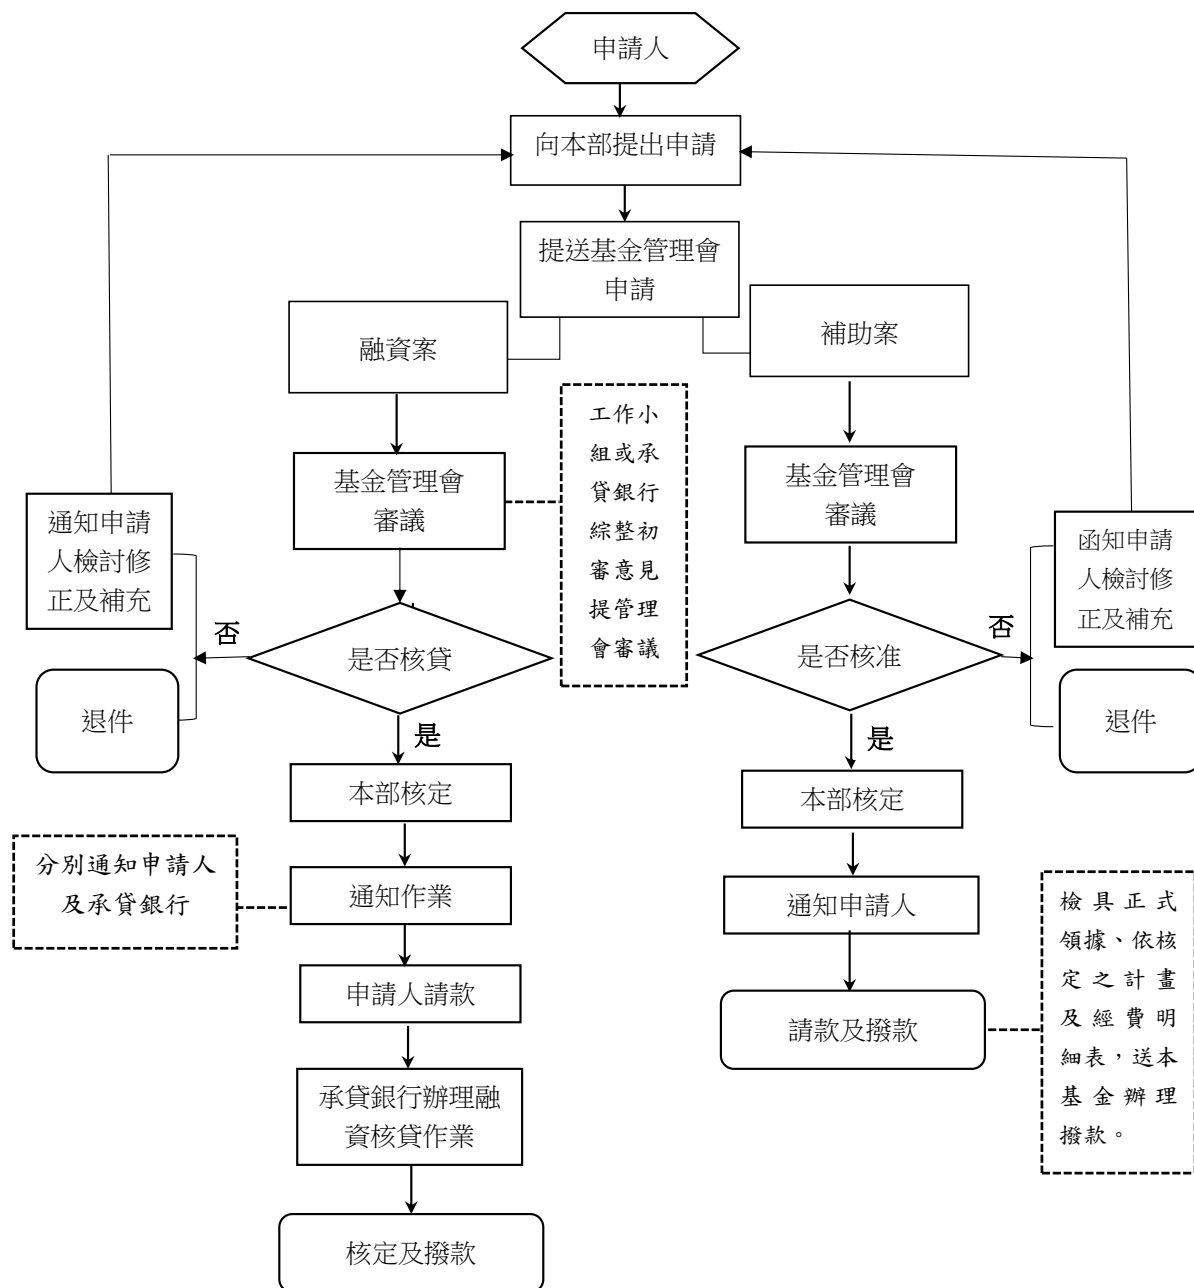 申請人
向本部提出申請
提送基金管理會
申請
融資案
補助案
工作小
組或承
貸銀行
綜整初
審意見
提管理
會審議
基金管理會
審議
基金管理會
審議
通知申請
人檢討修
正及補充
函知申請
人檢討修
正及補充
否
是否核貸
是否核准
否
退件
退件
是
是
本部核定
本部核定
分別通知申請人
及承貸銀行
通知作業
通知申請人
檢具正式
領據、依核
定之計畫
及經費明
細表，送本
基金辦理
撥款。
申請人請款
請款及撥款
承貸銀行辦理融
資核貸作業
核定及撥款